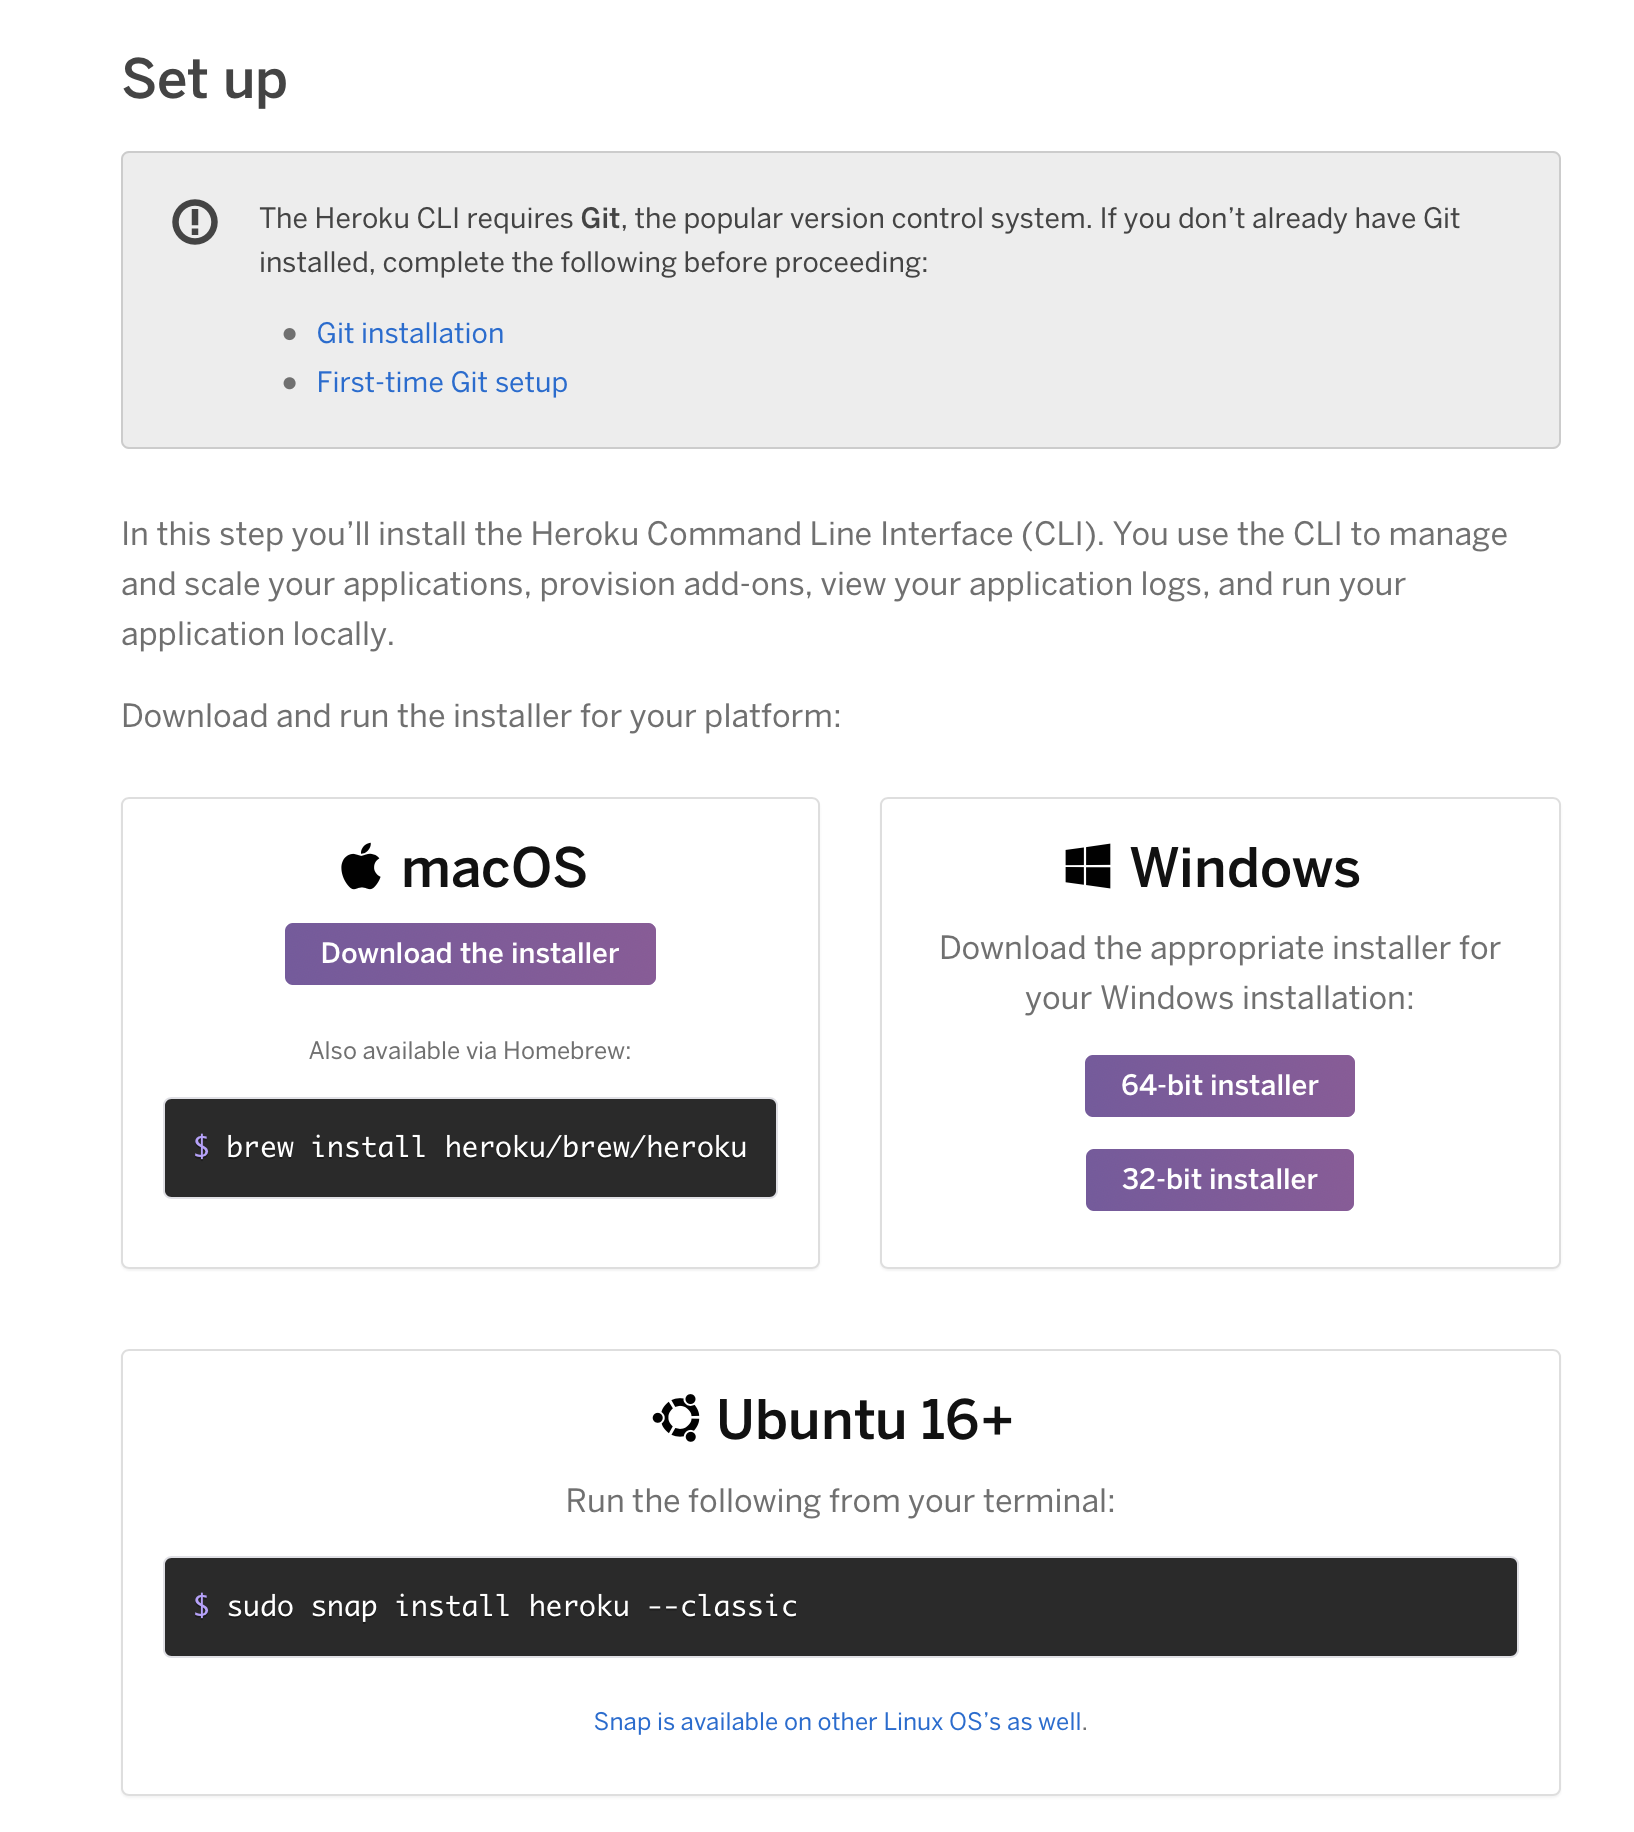 Set up
The Heroku CLI requires Git, the popular version control system. If you don’t already have Git
installed, complete the following before proceeding:
Git installation
First-time Git setup
In this step you’ll install the Heroku Command Line Interface (CLI). You use the CLI to manage
and scale your applications, provision add-ons, view your application logs, and run your
application locally.
Download and run the installer for your platform:
macOS
Download the installer
Also available via Homebrew:
$ brew install heroku/brew/heroku
Windows
Download the appropriate installer for
your Windows installation:
64-bit installer
32-bit installer
Ubuntu 16+
Run the following from your terminal:
$ sudo snap install heroku --classic
Snap is available on other Linux OS’s as well.